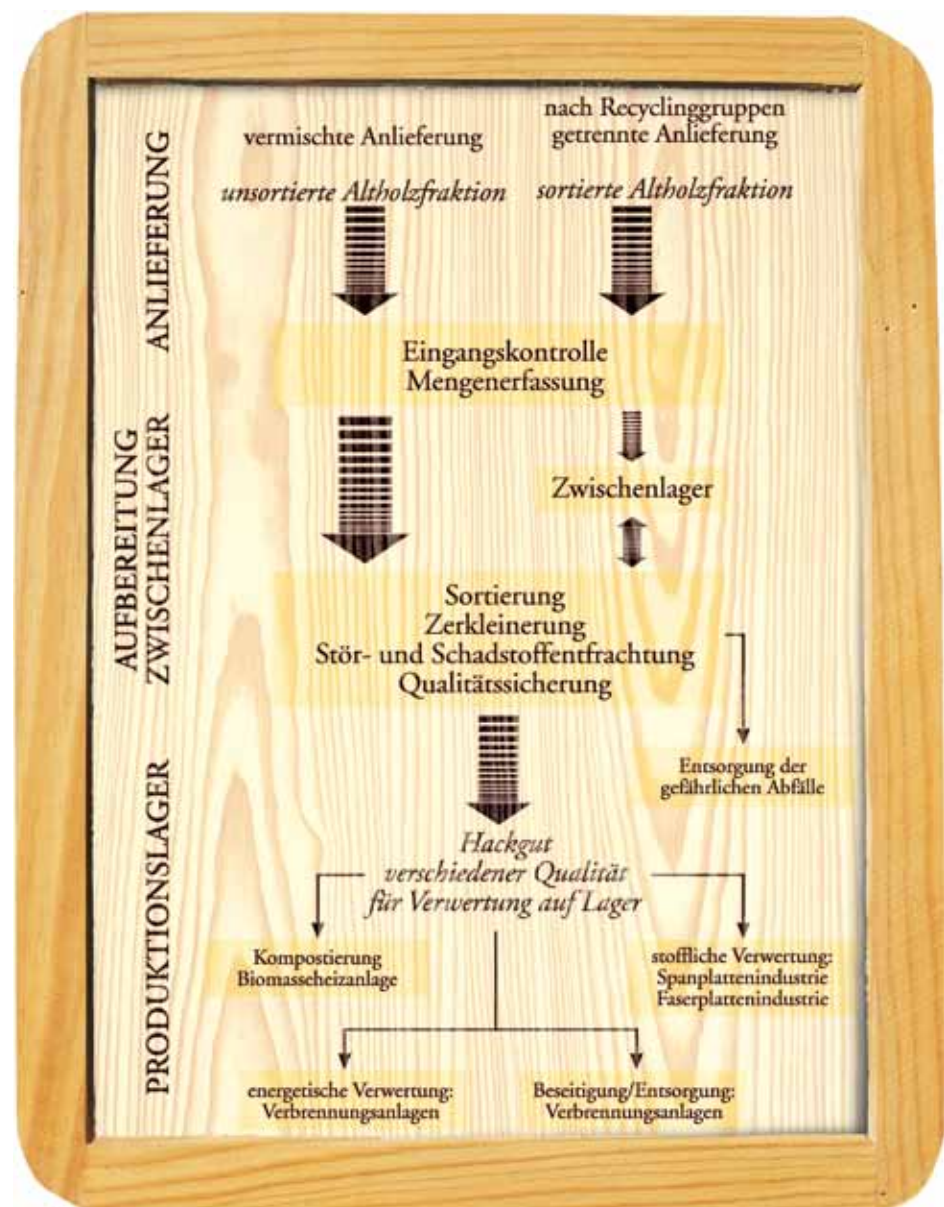 ANLIEFERUNG
vermischte Anlieferung
unsortierte Altholzfraktion
nach Recyclinggruppen
getrennte Anlieferung
sortierte Altholzfraktion
Eingangskontrolle
Mengenerfassung
AUFBEREITUNG
ZWISCHENLAGER
Zwischenlager
Sortierung
Zerkleinerung
Stör- und Schadstoffentfrachtung
Qualitätssicherung
Entsorgung der
gefährlichen Abfälle
PRODUKTIONSLAGER
Hackgut
verschiedener Qualität
für Verwertung auf Lager
Kompostierung
Biomasseheizanlage
stoffliche Verwertung:
Spanplattenindustrie
Faserplattenindustrie
energetische Verwertung:
Verbrennungsanlagen
Beseitigung/Entsorgung:
Verbrennungsanlagen